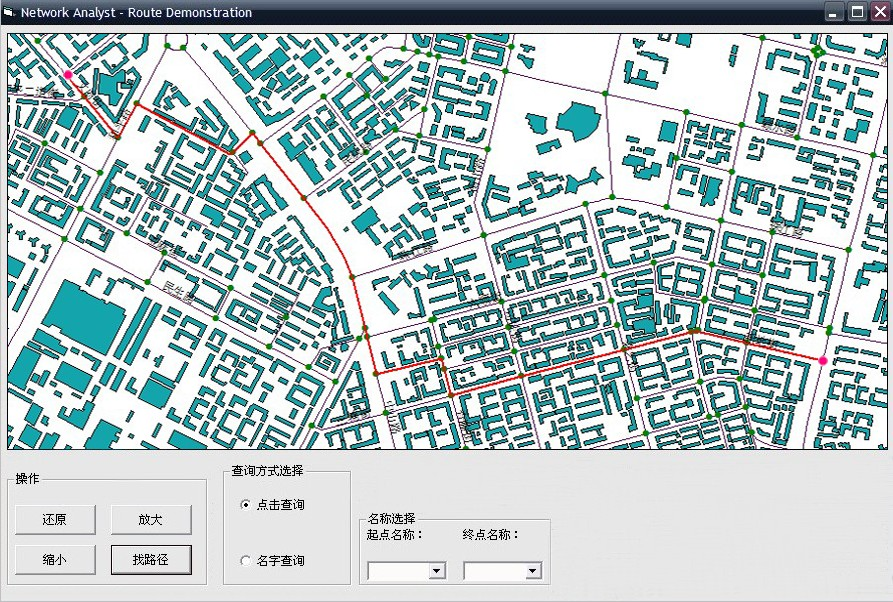 Network Analyst - Route Demonstration
操作
还原
放大
缩小
找路径
查询方式选择
点击查询
名字查询
名称选择
起点名称：
终点名称：